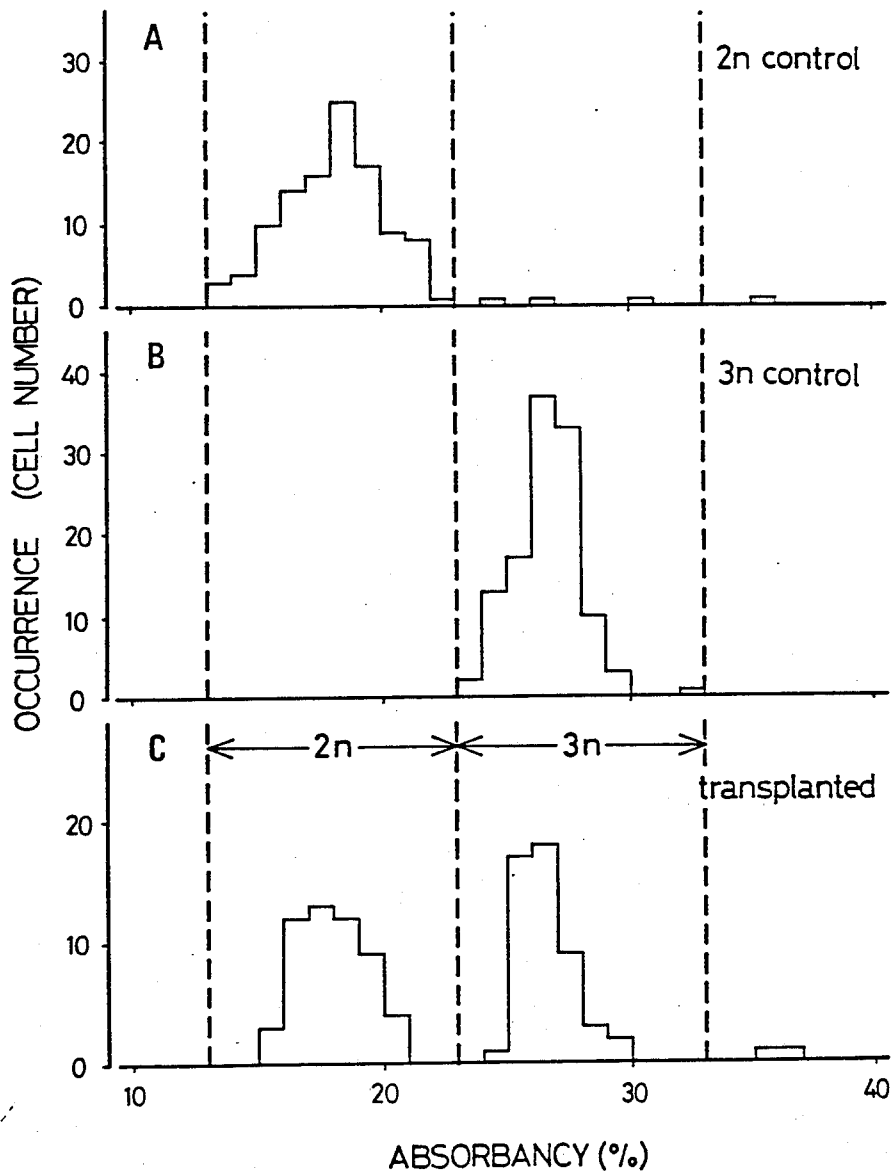 A
2n control
30
20
10
0
B
3n control
40
30
20
10
0
OCCURRENCE (CELL NUMBER)
C
2n
3n
transplanted
20
10
0
10 20 30 40
ABSORBANCY (%)